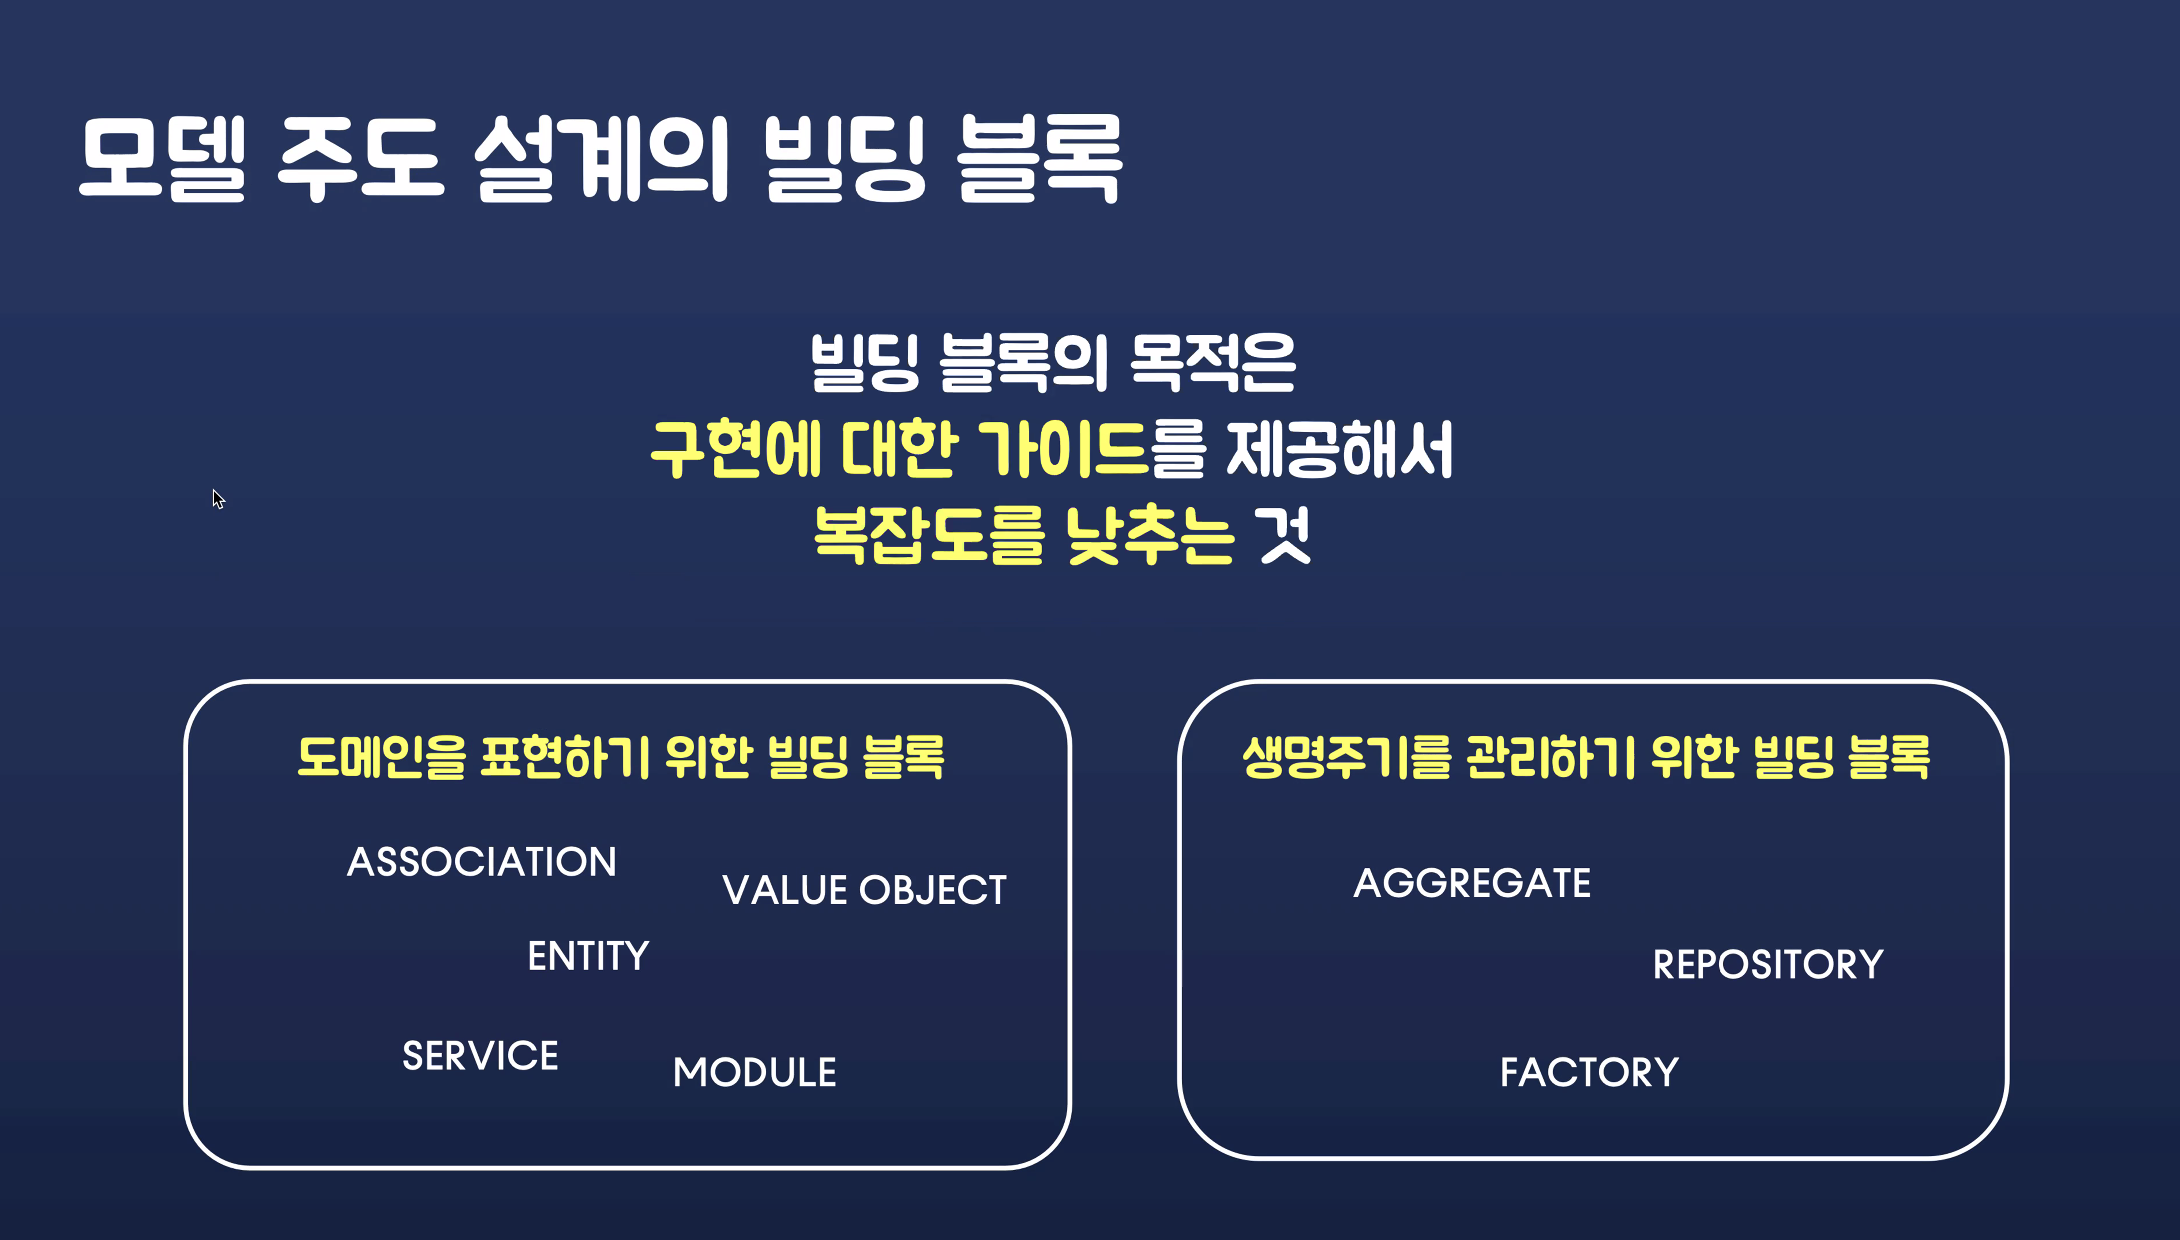 모델 주도 설계의 빌딩 블록
빌딩 블록의 목적은
구현에 대한 가이드를 제공해서
복잡도를 낮추는 것
도메인을 표현하기 위한 빌딩 블록
ASSOCIATION
VALUE OBJECT
ENTITY
SERVICE
MODULE
생명주기를 관리하기 위한 빌딩 블록
AGGREGATE
REPOSITORY
FACTORY